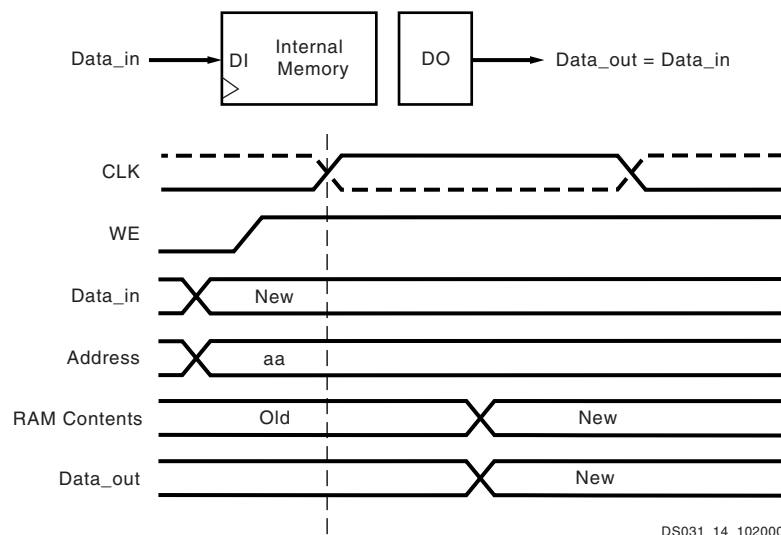 Data_in
DI
Internal
Memory
DO
Data_out = Data_in
CLK
WE
Data_in
New
Address
aa
RAM Contents
Old
New
Data_out
New
DS031_14_102000